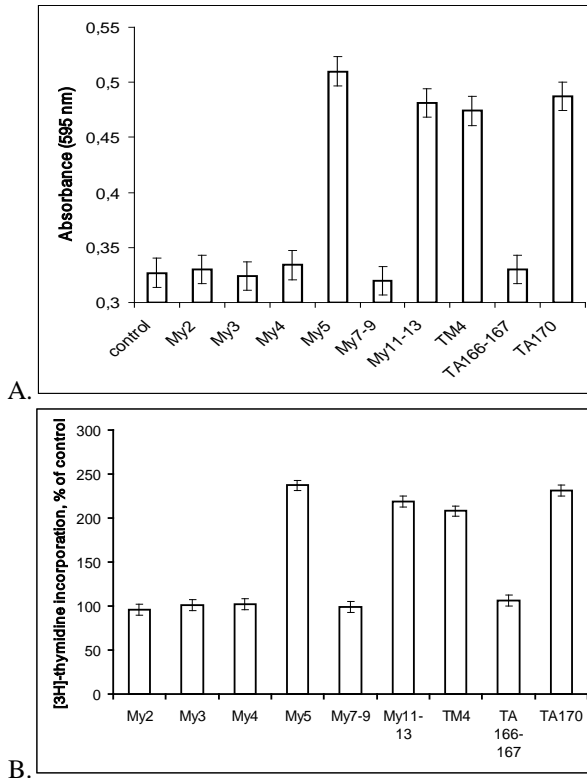 0,55
0,5
0,45
0,4
0,35
0,3
Absorbance (595 nm)
control
My2
My3
My4
My5
My7-9
My11-13
TM4
TA166-167
TA170
A.
300
250
200
150
100
50
0
[3H]-thymidine incorporation, % of control
My2
My3
My4
My5
My7-9
My11-
13
TM4
TA
166-
167
TA170
B.